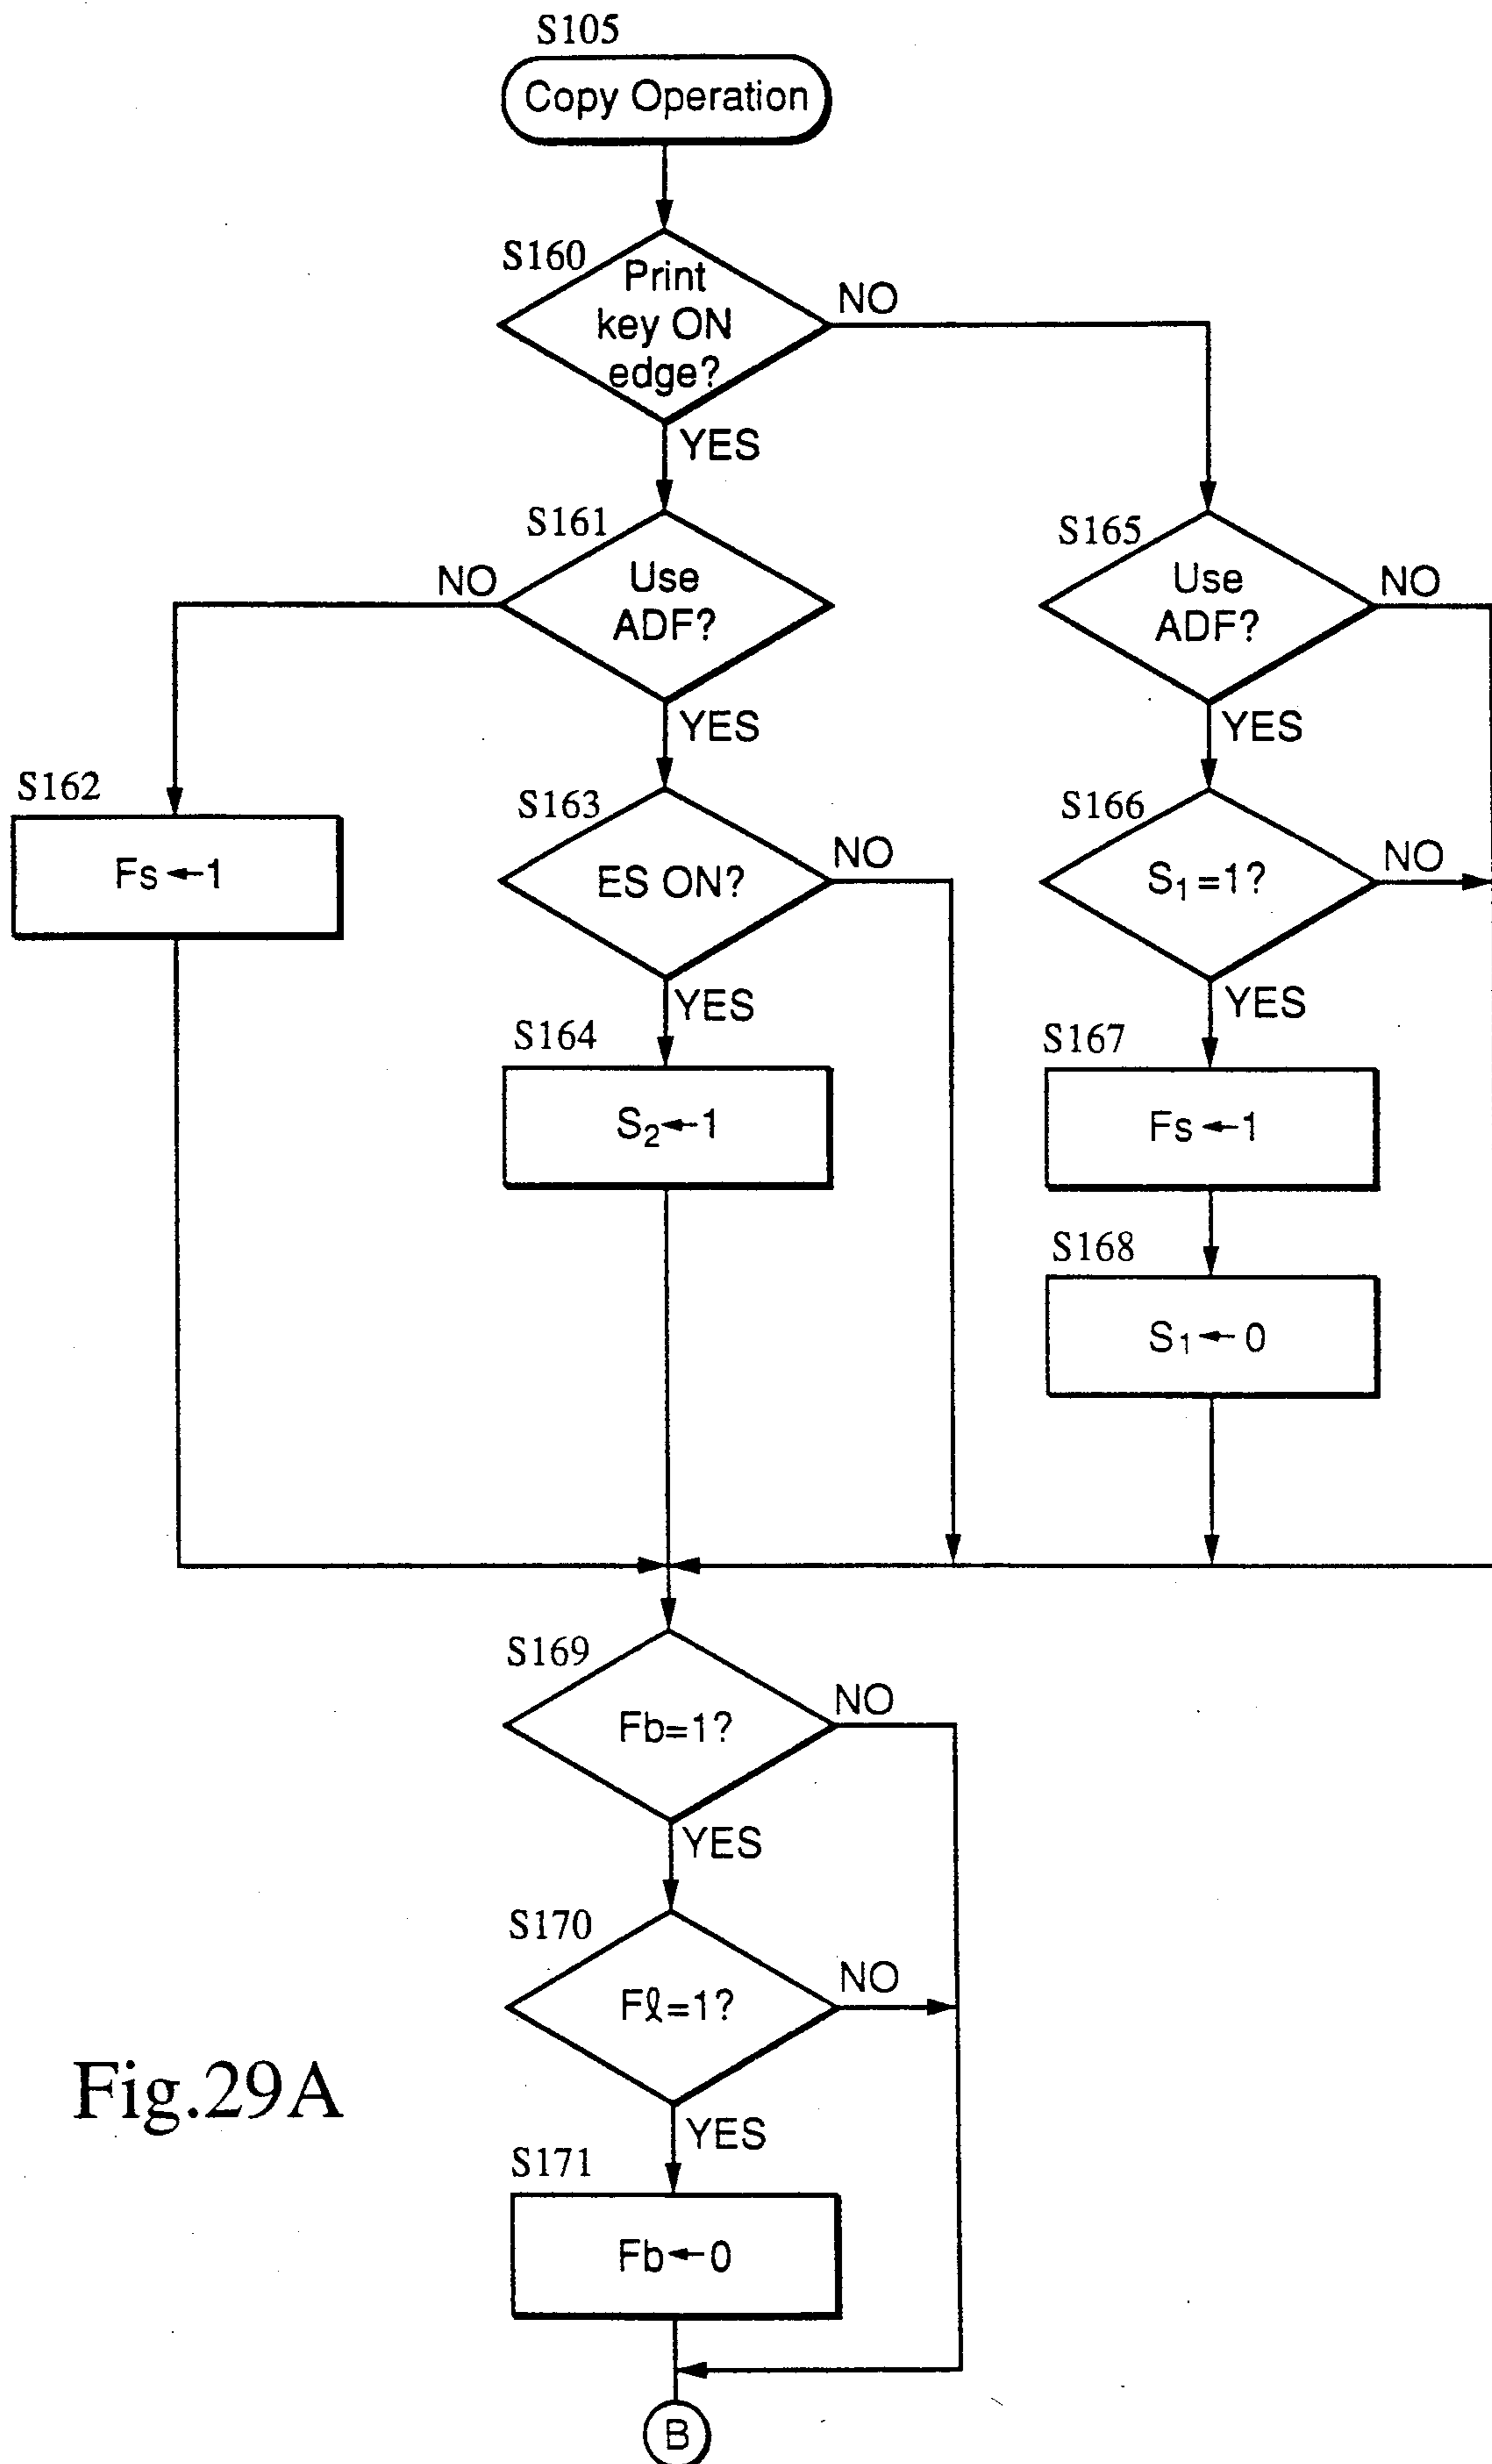 S105
Copy Operation
S160
Print
key ON
edge?
NO
YES
S161
Use
ADF?
NO
YES
S165
Use
ADF?
NO
YES
S162
Fs←1
S163
ES ON?
NO
YES
S166
S₁=1?
NO
YES
S164
S₂←1
S167
Fs←1
S168
S₁←0
S169
Fb=1?
NO
YES
S170
Fℓ=1?
NO
YES
Fig.29A
S171
Fb←0
B